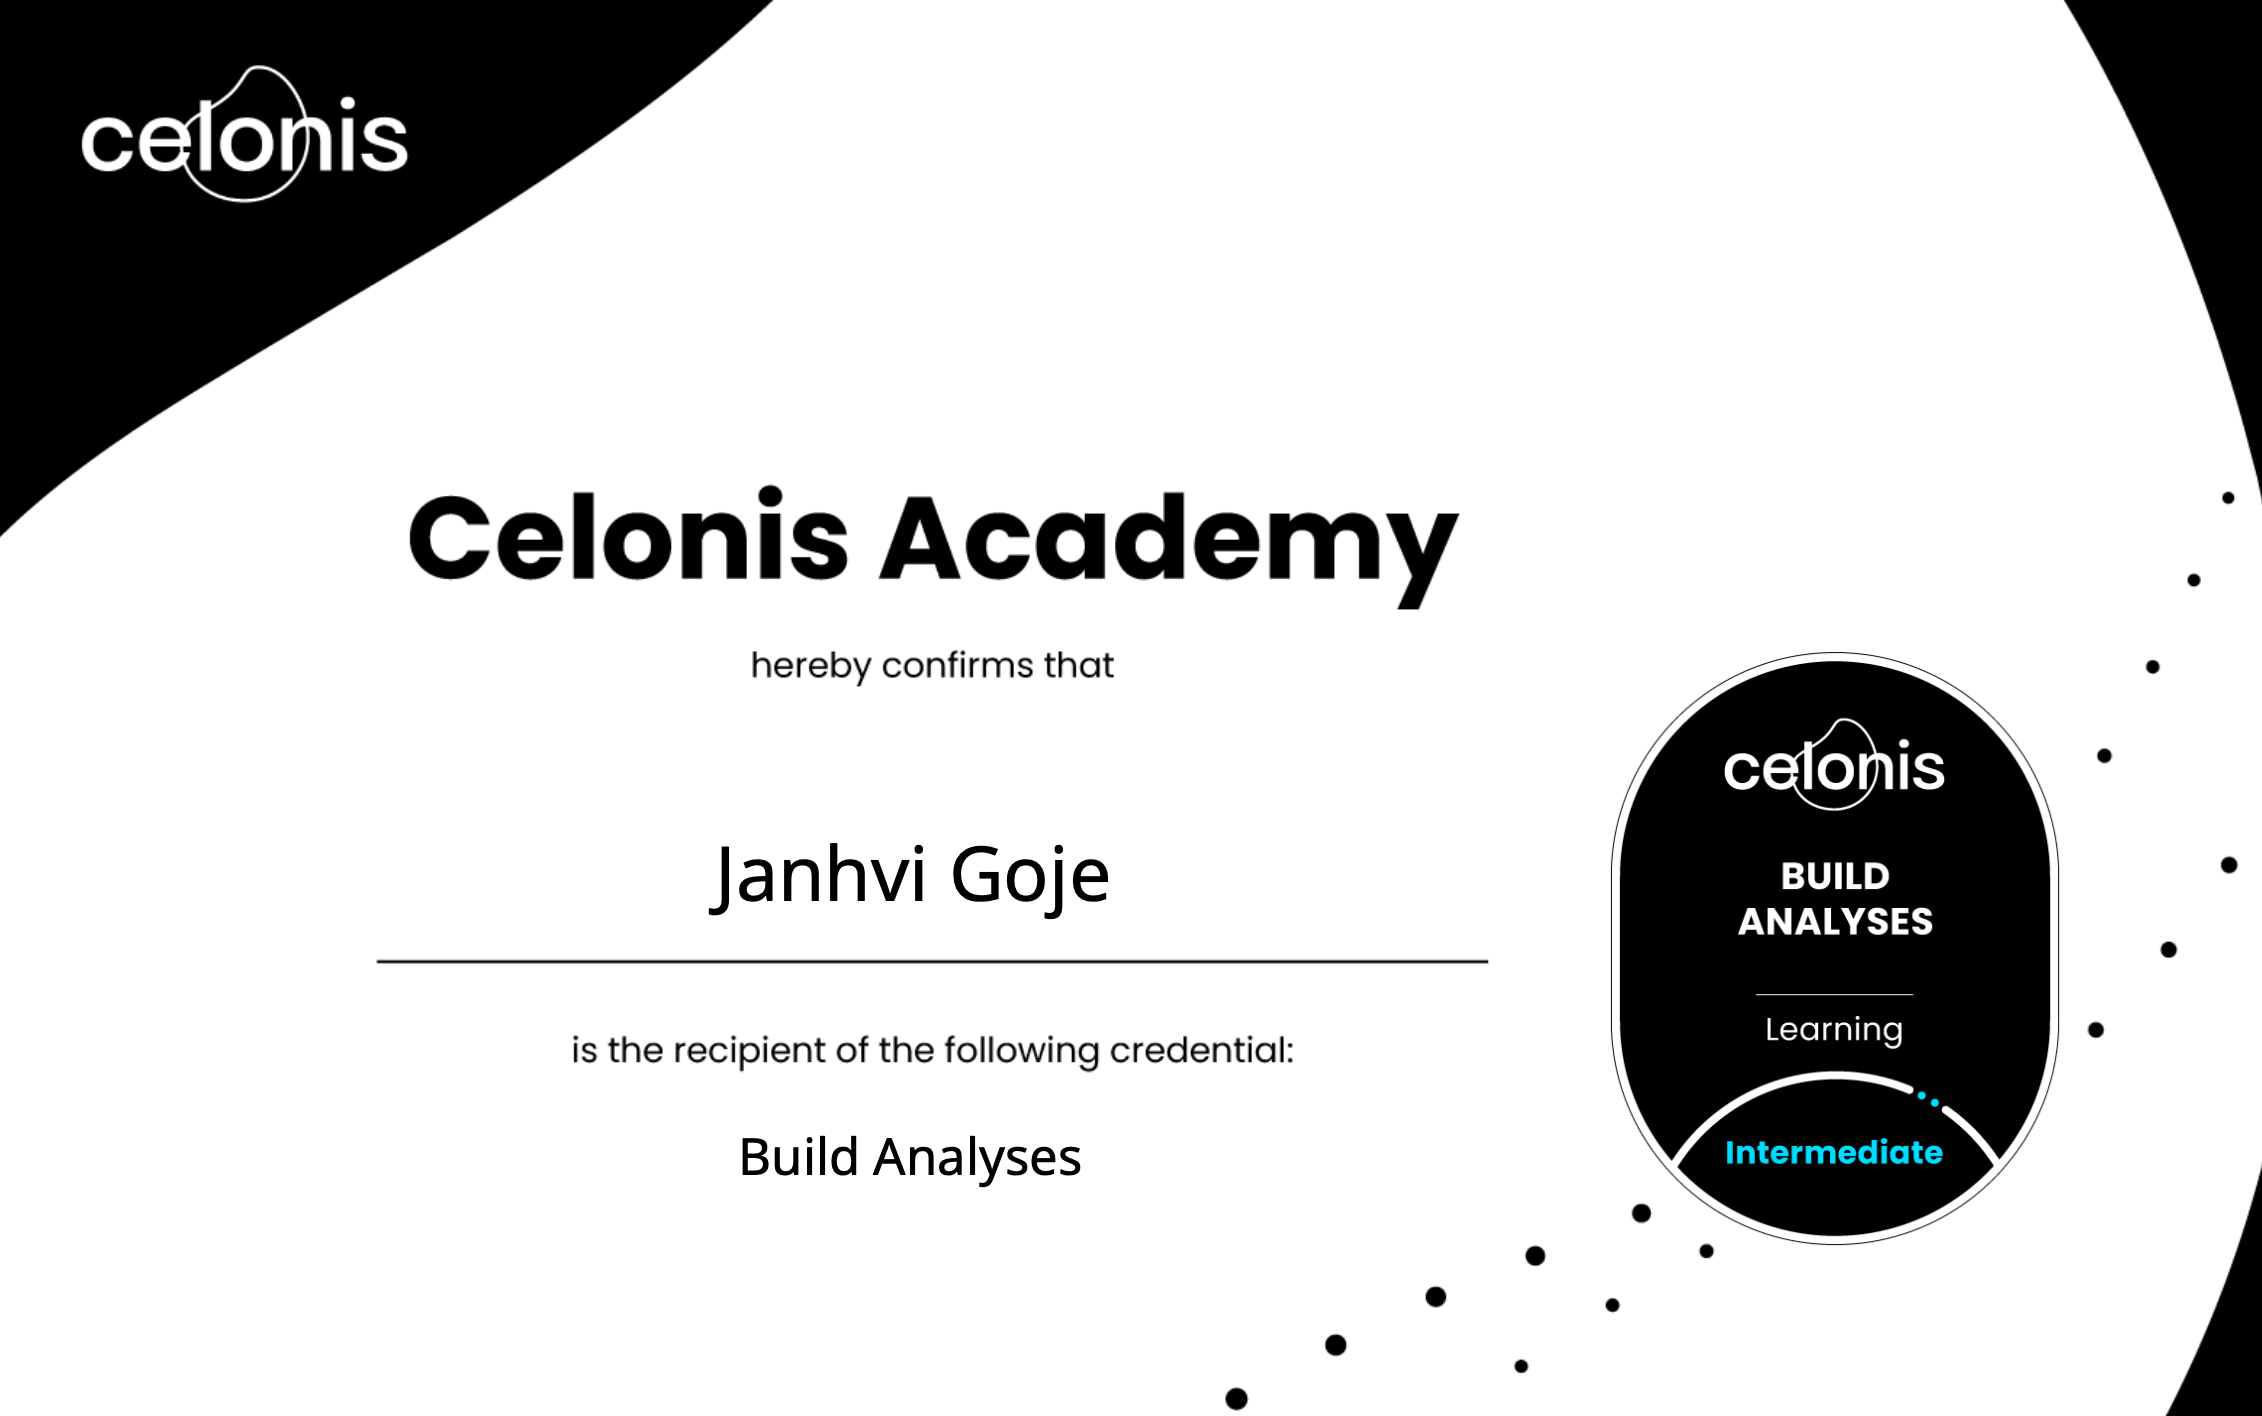 celonis
Celonis Academy
hereby confirms that
Janhvi Goje
is the recipient of the following credential:
Build Analyses
celonis
BUILD
ANALYSES
Learning
Intermediate